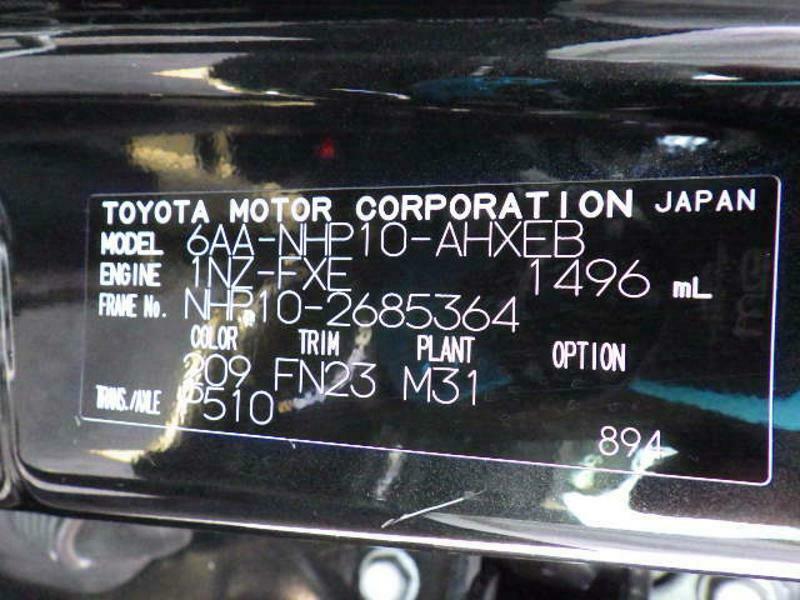 TOYOTA MOTOR CORPORATION JAPAN
MODEL 6AA-NHP10-AHXEB
ENGINE 1NZ-FXE 1496 mL
FRAME No. NHP10-2685364
COLOR TRIM PLANT OPTION
209 FN23 M31
TRANS./AXLE P510
894